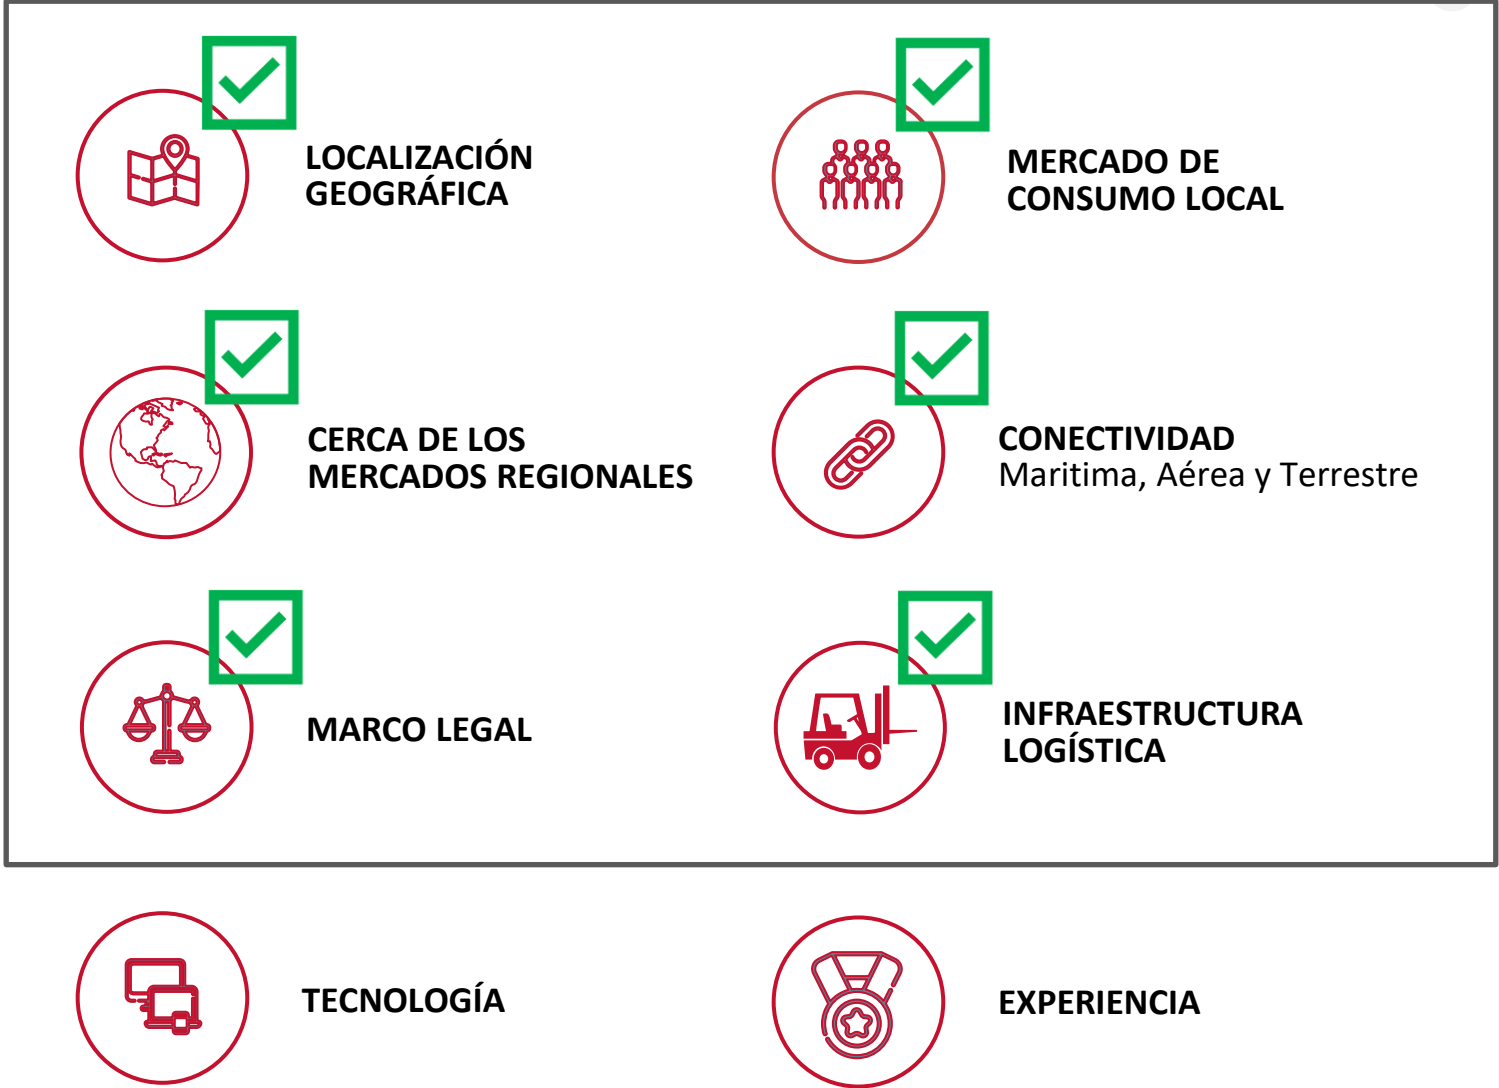 LOCALIZACIÓN
GEOGRÁFICA
MERCADO DE
CONSUMO LOCAL
CERCA DE LOS
MERCADOS REGIONALES
CONECTIVIDAD
Maritima, Aérea y Terrestre
MARCO LEGAL
INFRAESTRUCTURA
LOGÍSTICA
TECNOLOGÍA
EXPERIENCIA